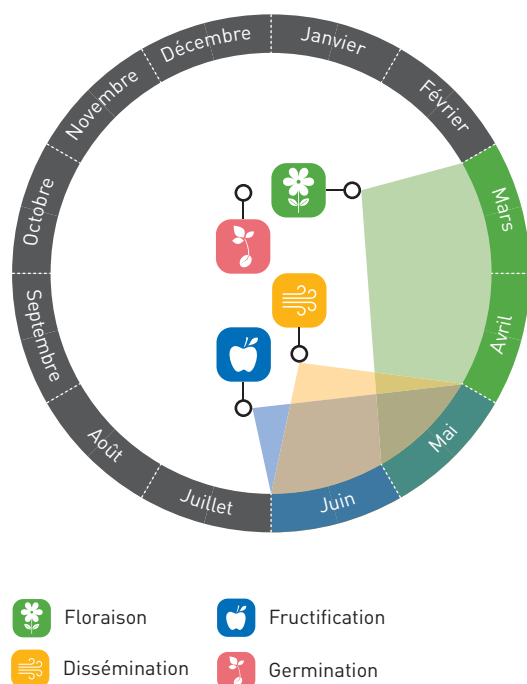 Janvier
Février
Mars
Avril
Mai
Juin
Juillet
Août
Septembre
Octobre
Novembre
Décembre
Floraison
Fructification
Dissémination
Germination